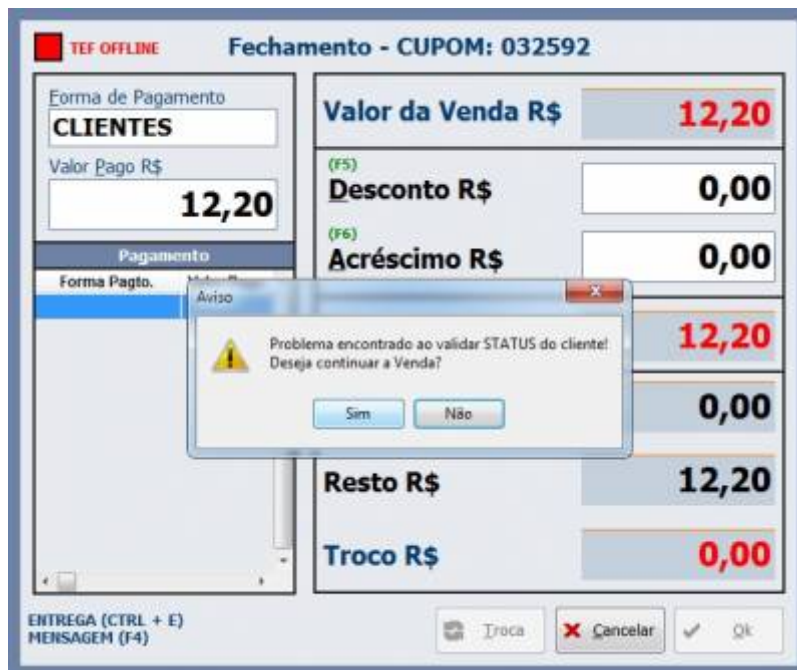 TEF OFFLINE
Fechamento - CUPOM: 032592
Forma de Pagamento
CLIENTES
Valor Pago R$
12,20
Pagamento
Forma Pagto.
Valor da Venda R$ 12,20
(F5)
Desconto R$ 0,00
(F6)
Acréscimo R$ 0,00
12,20
0,00
Resto R$ 12,20
Troco R$ 0,00
Aviso
Problema encontrado ao validar STATUS do cliente!
Deseja continuar a Venda?
Sim Não
ENTREGA (CTRL + E)
MENSAGEM (F4)
Troca Cancelar Ok